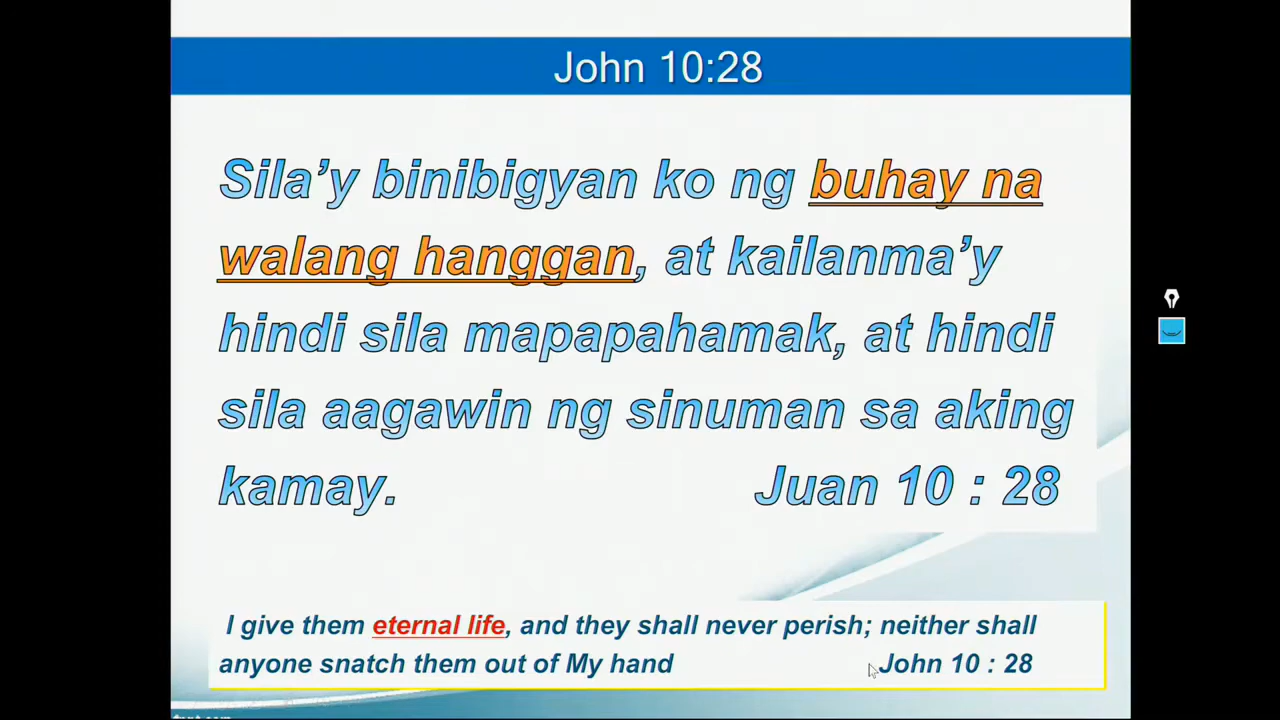 John 10:28
Sila’y binibigyan ko ng buhay na
walang hanggan, at kailanma’y
hindi sila mapapahamak, at hindi
sila aagawin ng sinuman sa aking
kamay. Juan 10 : 28
I give them eternal life, and they shall never perish; neither shall
anyone snatch them out of My hand John 10 : 28